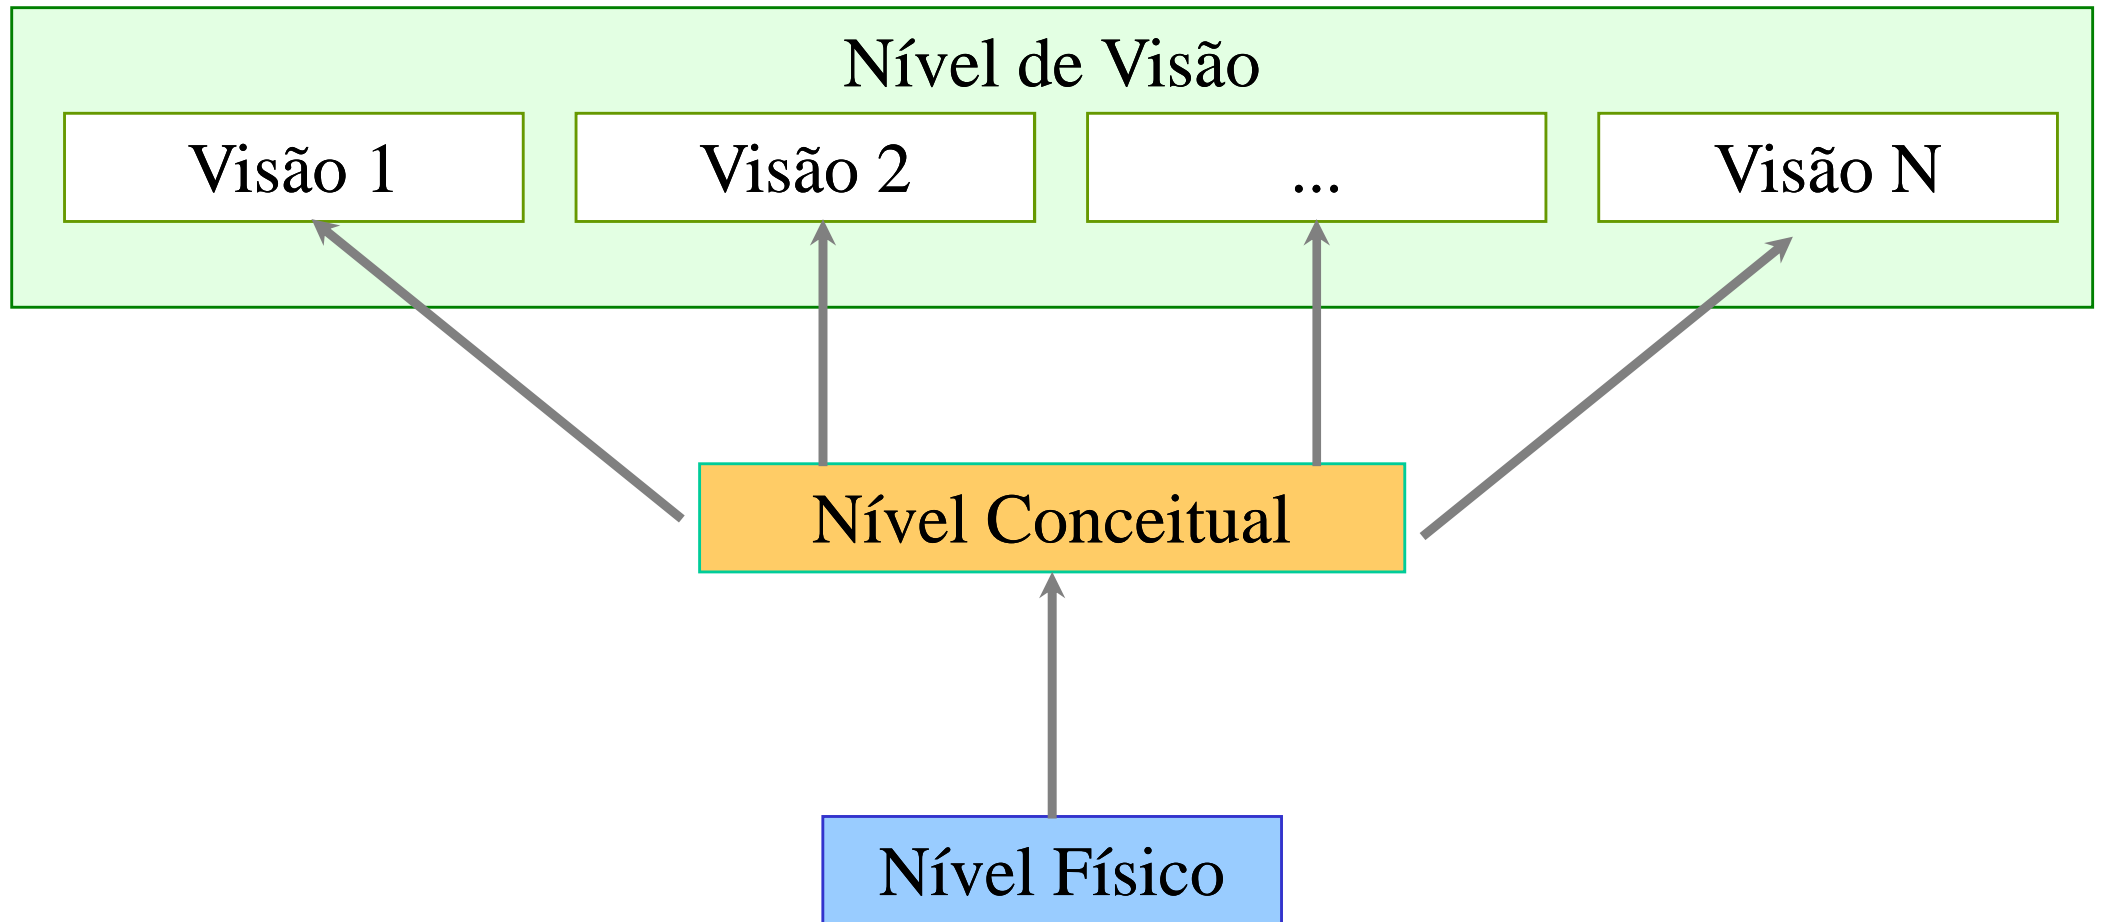 Nível de Visão
Visão 1
Visão 2
...
Visão N
Nível Conceitual
Nível Físico